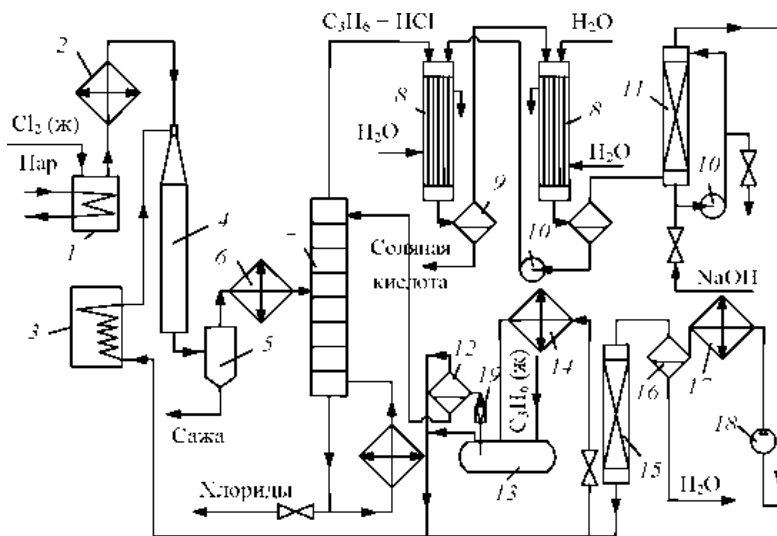 2
C₃H₆ – HCl
H₂O
Cl₂ (ж)
8
8
11
Пар
H₂O
4
H₂O
10
9
1
6
7
Соляная
кислота
10
NaOH
3
5
12
19
14
C₃H₆ (ж)
16
17
18
Сажа
15
13
Хлориды
H₂O